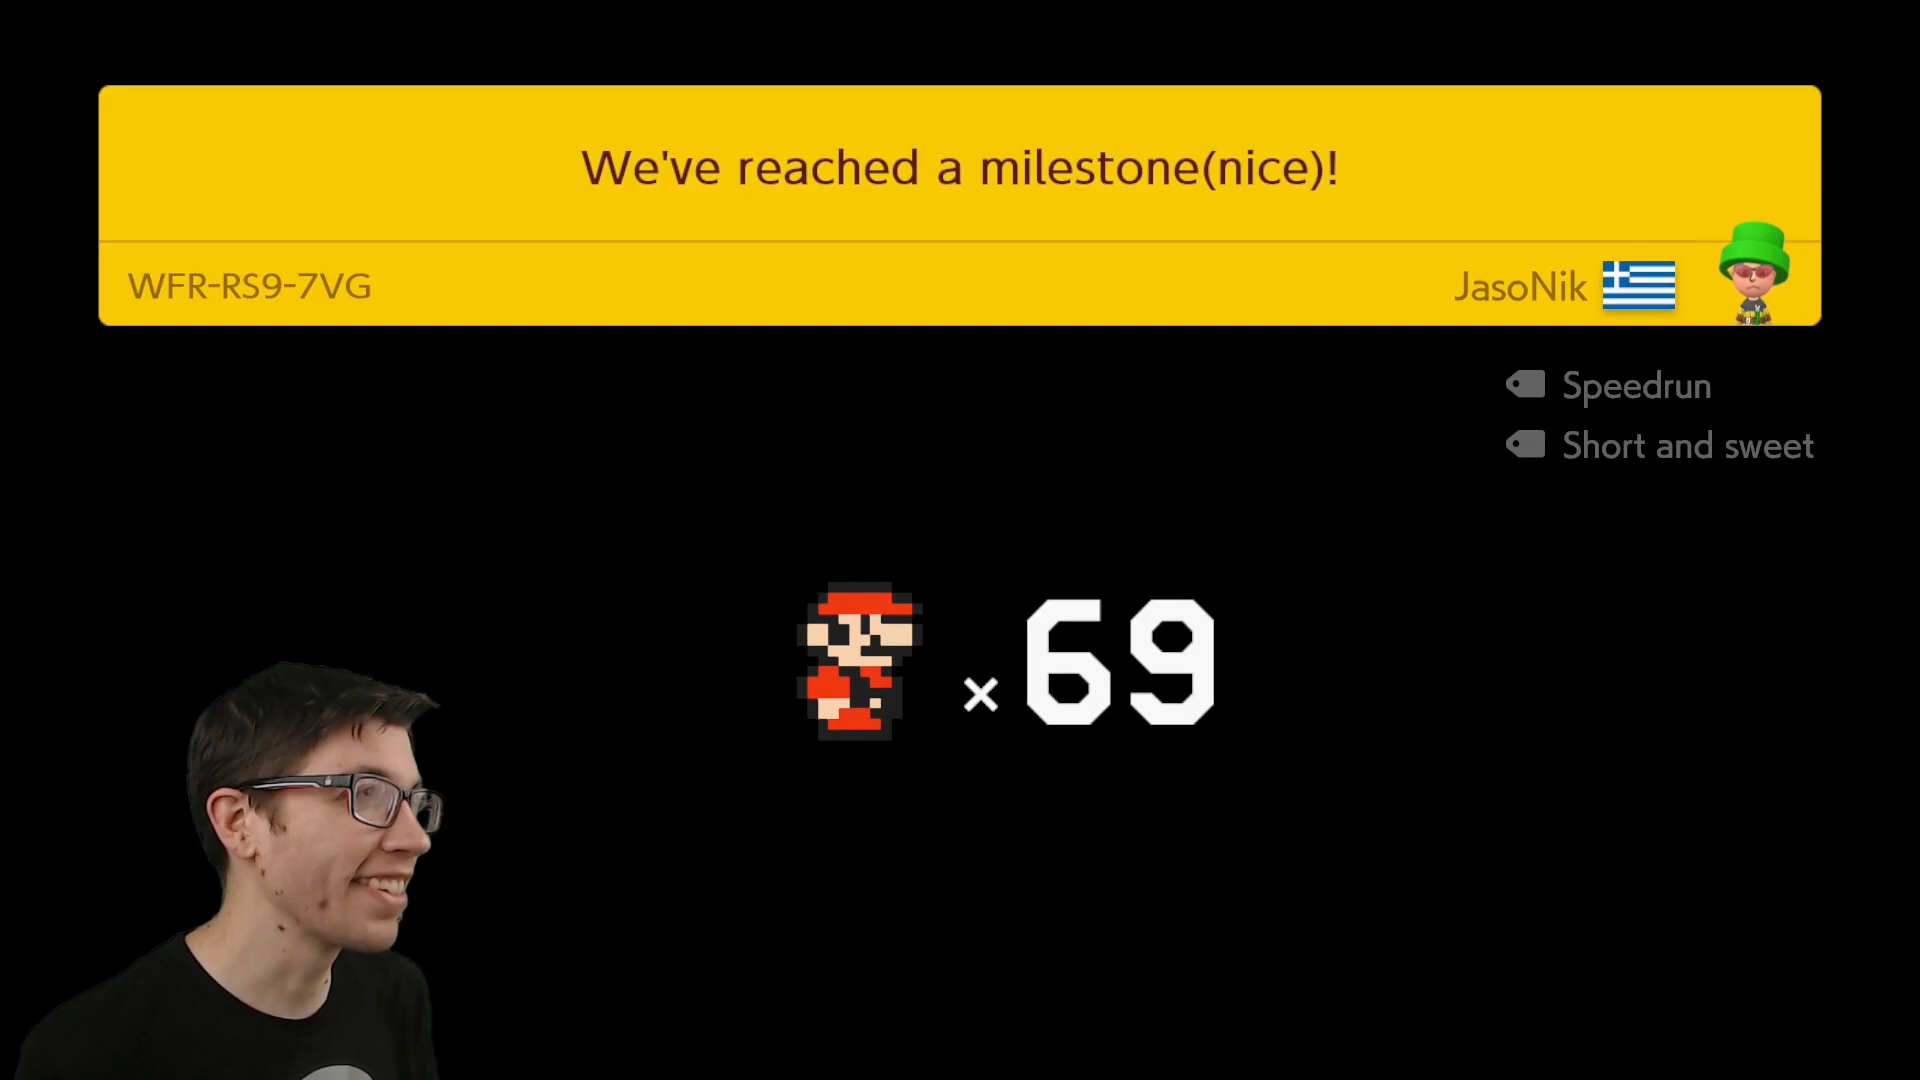 We've reached a milestone(nice)!
WFR-RS9-7VG
JasoNik
Speedrun
Short and sweet
× 69